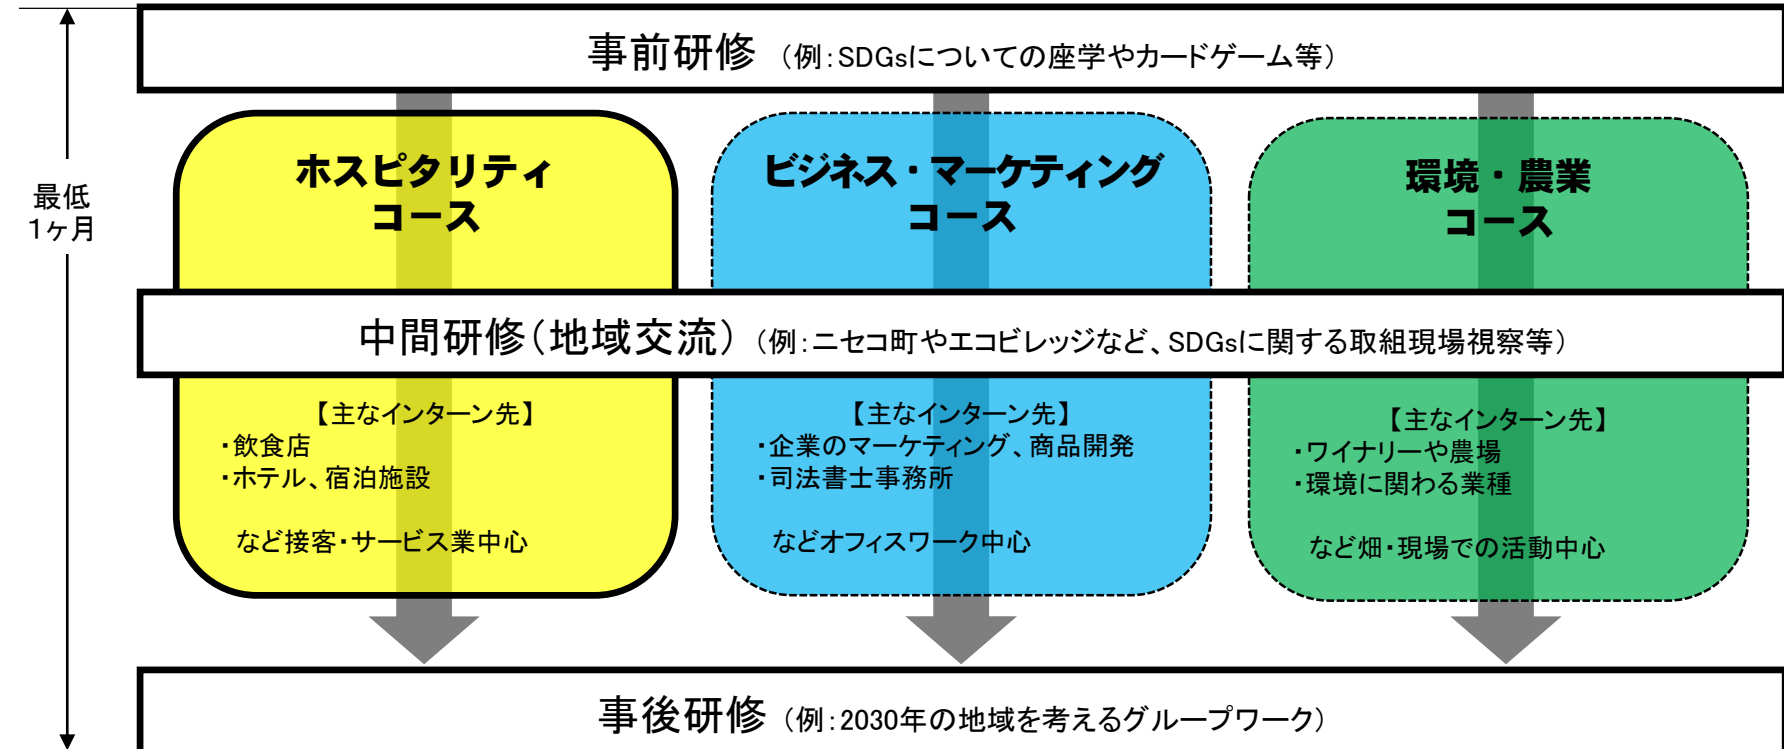 事前研修 （例：SDGsについての座学やカードゲーム等）
最低
1ヶ月
ホスピタリティ
コース
ビジネス・マーケティング
コース
環境・農業
コース
中間研修（地域交流） （例：ニセコ町やエコビレッジなど、SDGsに関する取組現場視察等）
【主なインターン先】
・飲食店
・ホテル、宿泊施設
など接客・サービス業中心
【主なインターン先】
・企業のマーケティング、商品開発
・司法書士事務所
などオフィスワーク中心
【主なインターン先】
・ワイナリーや農場
・環境に関わる業種
など畑・現場での活動中心
事後研修 （例：2030年の地域を考えるグループワーク）